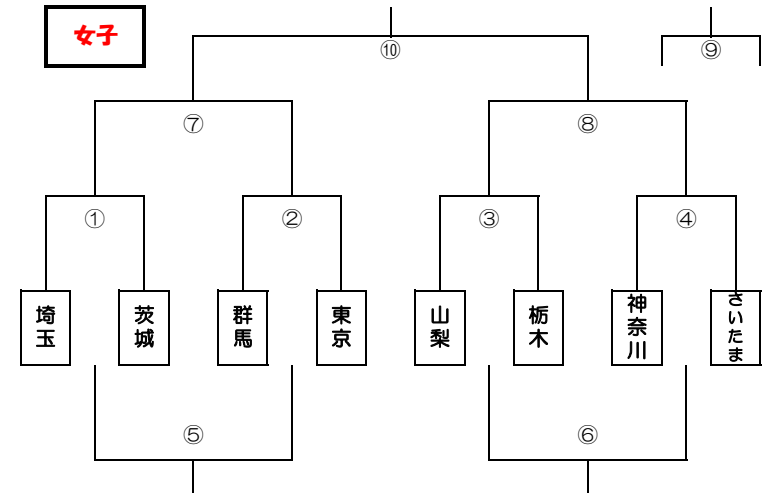 女子
⑩
⑨
⑦
⑧
①
②
③
④
埼玉
茨城
群馬
東京
山梨
栃木
神奈川
さいたま
⑤
⑥